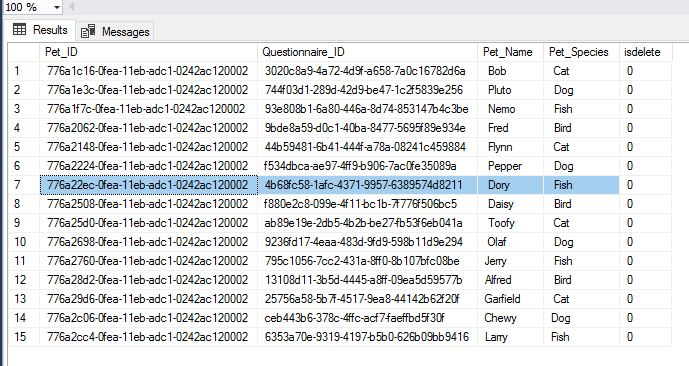 100 %
Results Messages
Pet_ID Questionnaire_ID Pet_Name Pet_Species isdelete
1 776a1c16-0fea-11eb-adc1-0242ac120002 3020c8a9-4a72-4d9f-a658-7a0c16782d6a Bob Cat 0
2 776a1e3c-0fea-11eb-adc1-0242ac120002 744f03d1-289d-42d9-be47-1c2f5839e256 Pluto Dog 0
3 776a1f7c-0fea-11eb-adc1-0242ac120002 93e808b1-6a80-446a-8d74-853147b4c3be Nemo Fish 0
4 776a2062-0fea-11eb-adc1-0242ac120002 9bde8a59-d0c1-40ba-8477-5695f89e934e Fred Bird 0
5 776a2148-0fea-11eb-adc1-0242ac120002 44b59481-6b41-444f-a78a-08241c459884 Flynn Cat 0
6 776a2224-0fea-11eb-adc1-0242ac120002 f534dbca-ae97-4ff9-b906-7ac0fe35089a Pepper Dog 0
7 776a22ec-0fea-11eb-adc1-0242ac120002 4b68fc58-1afc-4371-9957-6389574d8211 Dory Fish 0
8 776a2508-0fea-11eb-adc1-0242ac120002 f880e2c8-099e-4f11-bc1b-7f776f506bc5 Daisy Bird 0
9 776a25d0-0fea-11eb-adc1-0242ac120002 ab89e19e-2db5-4b2b-be27-fb53f6eb041a Toofy Cat 0
10 776a2698-0fea-11eb-adc1-0242ac120002 9236fd17-4eaa-483d-9fd9-598b11d9e294 Olaf Dog 0
11 776a2760-0fea-11eb-adc1-0242ac120002 795c1056-7cc2-431a-8ff0-8b107bfc08be Jerry Fish 0
12 776a28d2-0fea-11eb-adc1-0242ac120002 13108d11-3b5d-4445-a8ff-09ea5d59577b Alfred Bird 0
13 776a29d6-0fea-11eb-adc1-0242ac120002 25756a58-5b7f-4517-9ea8-44142b62f20f Garfield Cat 0
14 776a2c06-0fea-11eb-adc1-0242ac120002 ceb443b6-378c-4ffc-acf7-faeffbd5f30f Chewy Dog 0
15 776a2cc4-0fea-11eb-adc1-0242ac120002 6353a70e-9319-4197-b5b0-626b09bb9416 Larry Fish 0